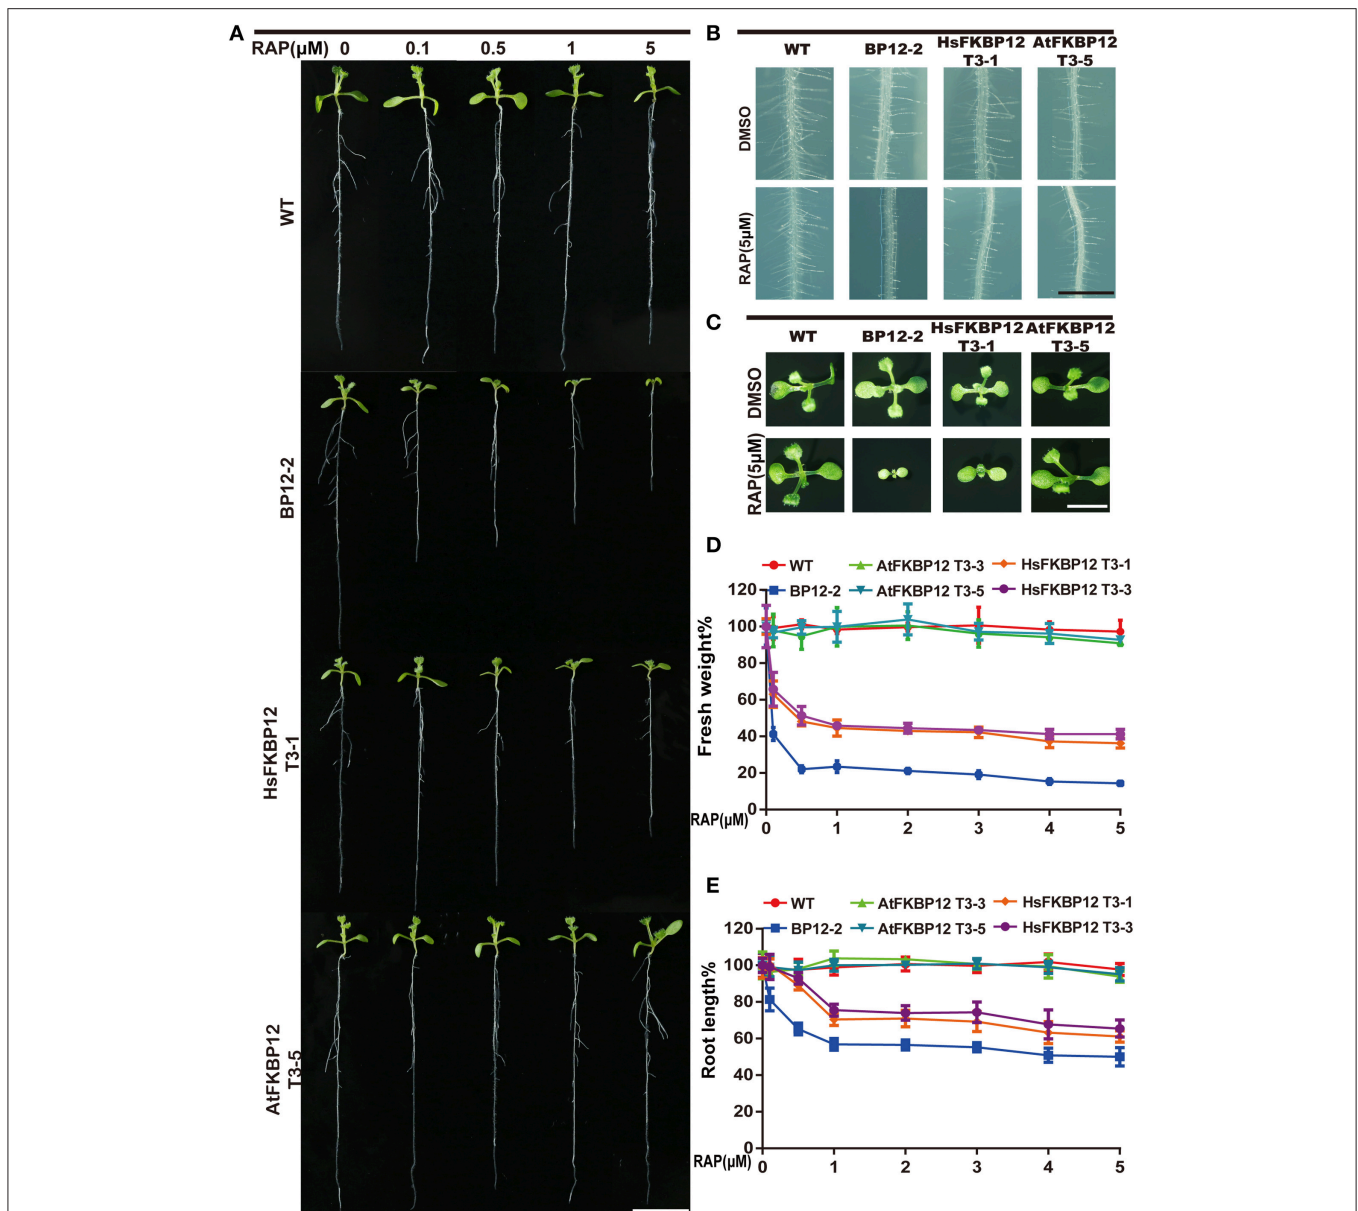 A
RAP(µM) 0 0.1 0.5 1 5
WT
BP12-2
HsFKBP12
T3-1
AtFKBP12
T3-5
B
WT BP12-2 HsFKBP12 T3-1 AtFKBP12 T3-5
DMSO
RAP(5µM)
C
WT BP12-2 HsFKBP12 T3-1 AtFKBP12 T3-5
DMSO
RAP(5µM)
D
WT AtFKBP12 T3-3 HsFKBP12 T3-1
BP12-2 AtFKBP12 T3-5 HsFKBP12 T3-3
Fresh weight%
120
100
80
60
40
20
0
RAP(µM) 0 1 2 3 4 5
E
WT AtFKBP12 T3-3 HsFKBP12 T3-1
BP12-2 AtFKBP12 T3-5 HsFKBP12 T3-3
Root length%
120
100
80
60
40
20
0
RAP(µM) 0 1 2 3 4 5